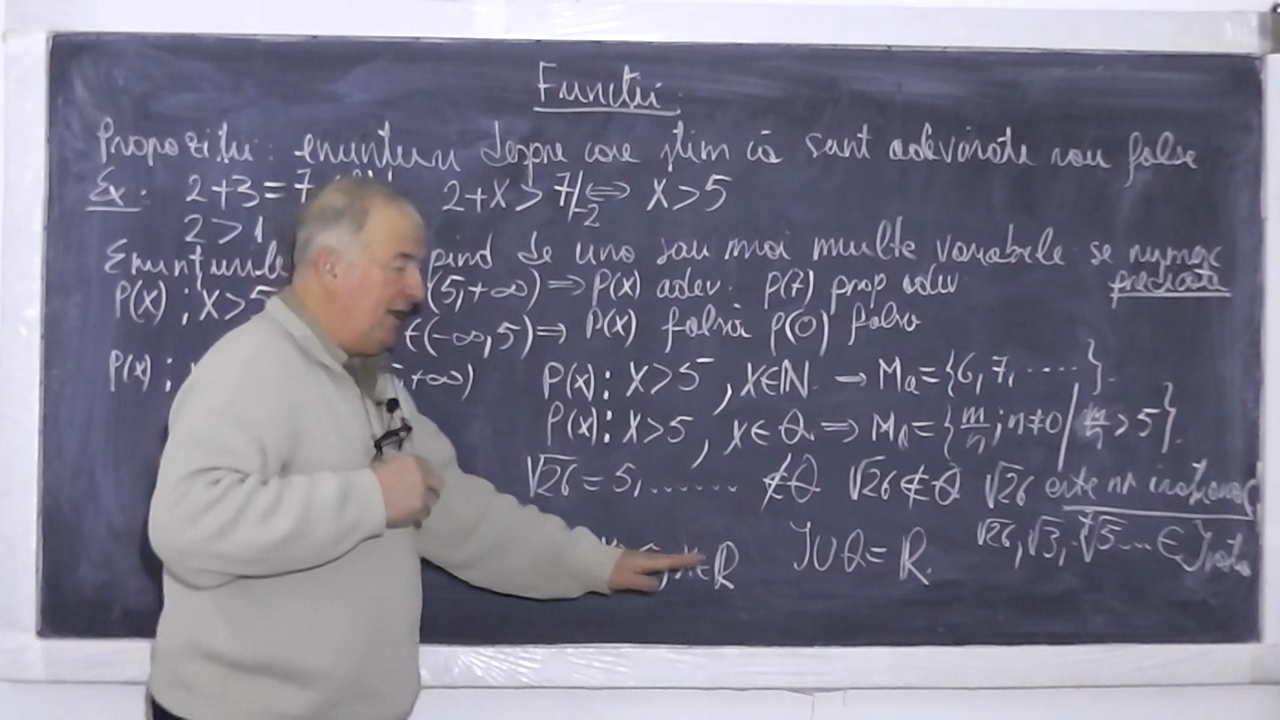 Funcții
Propoziții: enunțuri despre care știm că sunt adevărate sau false
Ex: 2+3=7 2+X>7/-2 ⇔ X>5
2>1
Enunțurile pind de una sau mai multe variabile se numesc
predicate
P(X); X>5 (5,+∞)⇒P(X) adev. P(7) prop adev
∈(-∞,5)⇒ P(X) falsă P(0) falsă
P(X); +∞) P(X): X>5, X∈ℕ → Ma={6,7,.....}
P(X): X>5, X∈Q ⇒ Ma={m/n; n≠0 / m/n>5}
√26=5,....... ∉Q √26∉Q √26 este nr irațional
∈ℝ I∪Q=ℝ. √26,√3, ... ∈ I